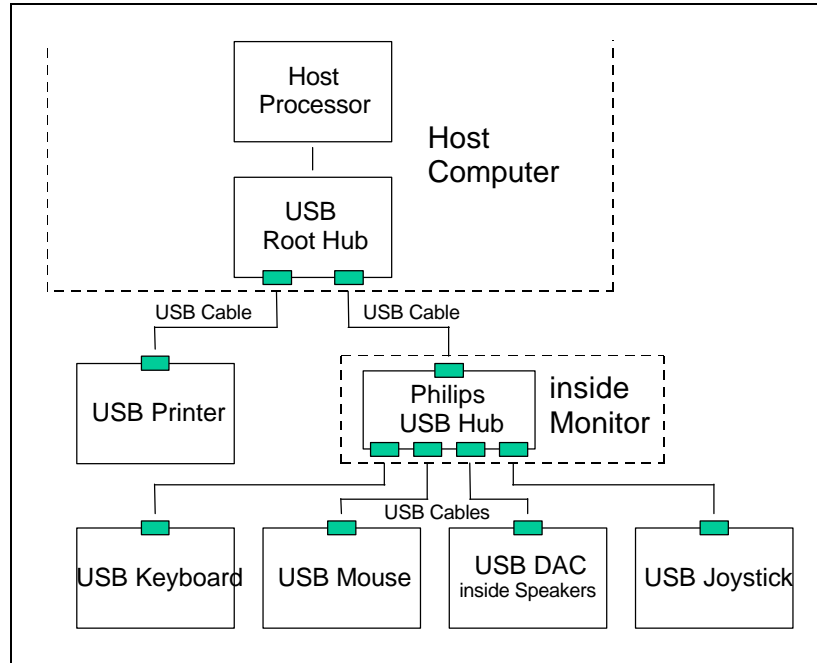 Host
Processor
Host
Computer
USB
Root Hub
USB Cable
USB Cable
USB Printer
Philips
USB Hub
inside
Monitor
USB Cables
USB Keyboard
USB Mouse
USB DAC
inside Speakers
USB Joystick